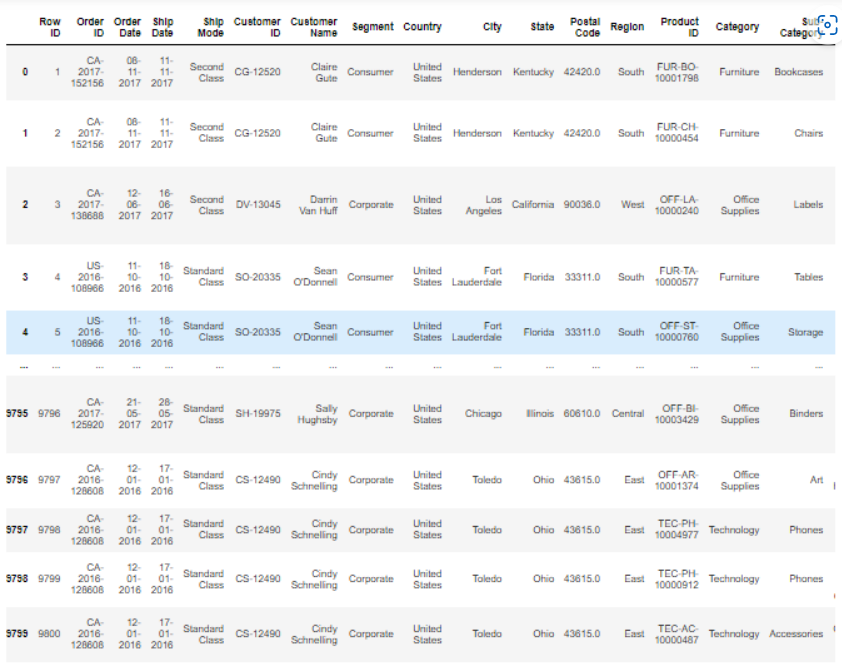 Row ID Order ID Order Date Ship Date Ship Mode Customer ID Customer Name Segment Country City State Postal Code Region Product ID Category Sub Category
0 1 CA-2017-152156 08-11-2017 11-11-2017 Second Class CG-12520 Claire Gute Consumer United States Henderson Kentucky 42420.0 South FUR-BO-10001798 Furniture Bookcases
1 2 CA-2017-152156 08-11-2017 11-11-2017 Second Class CG-12520 Claire Gute Consumer United States Henderson Kentucky 42420.0 South FUR-CH-10000454 Furniture Chairs
2 3 CA-2017-138688 12-06-2017 16-06-2017 Second Class DV-13045 Darrin Van Huff Corporate United States Los Angeles California 90036.0 West OFF-LA-10000240 Office Supplies Labels
3 4 US-2016-108966 11-10-2016 18-10-2016 Standard Class SO-20335 Sean O'Donnell Consumer United States Fort Lauderdale Florida 33311.0 South FUR-TA-10000577 Furniture Tables
4 5 US-2016-108966 11-10-2016 18-10-2016 Standard Class SO-20335 Sean O'Donnell Consumer United States Fort Lauderdale Florida 33311.0 South OFF-ST-10000760 Office Supplies Storage
... ... ... ... ... ... ... ... ... ... ... ... ... ... ... ... ...
9795 9796 CA-2017-125920 21-05-2017 28-05-2017 Standard Class SH-19975 Sally Hughsby Corporate United States Chicago Illinois 60610.0 Central OFF-BI-10003429 Office Supplies Binders
9796 9797 CA-2016-128608 12-01-2016 17-01-2016 Standard Class CS-12490 Cindy Schnelling Corporate United States Toledo Ohio 43615.0 East OFF-AR-10001374 Office Supplies Art
9797 9798 CA-2016-128608 12-01-2016 17-01-2016 Standard Class CS-12490 Cindy Schnelling Corporate United States Toledo Ohio 43615.0 East TEC-PH-10004977 Technology Phones
9798 9799 CA-2016-128608 12-01-2016 17-01-2016 Standard Class CS-12490 Cindy Schnelling Corporate United States Toledo Ohio 43615.0 East TEC-PH-10000912 Technology Phones
9799 9800 CA-2016-128608 12-01-2016 17-01-2016 Standard Class CS-12490 Cindy Schnelling Corporate United States Toledo Ohio 43615.0 East TEC-AC-10000487 Technology Accessories